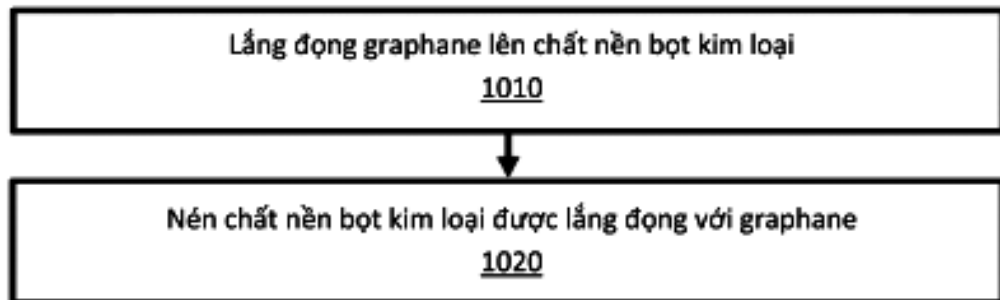 Lắng đọng graphane lên chất nền bọt kim loại
1010
Nén chất nền bọt kim loại được lắng đọng với graphane
1020